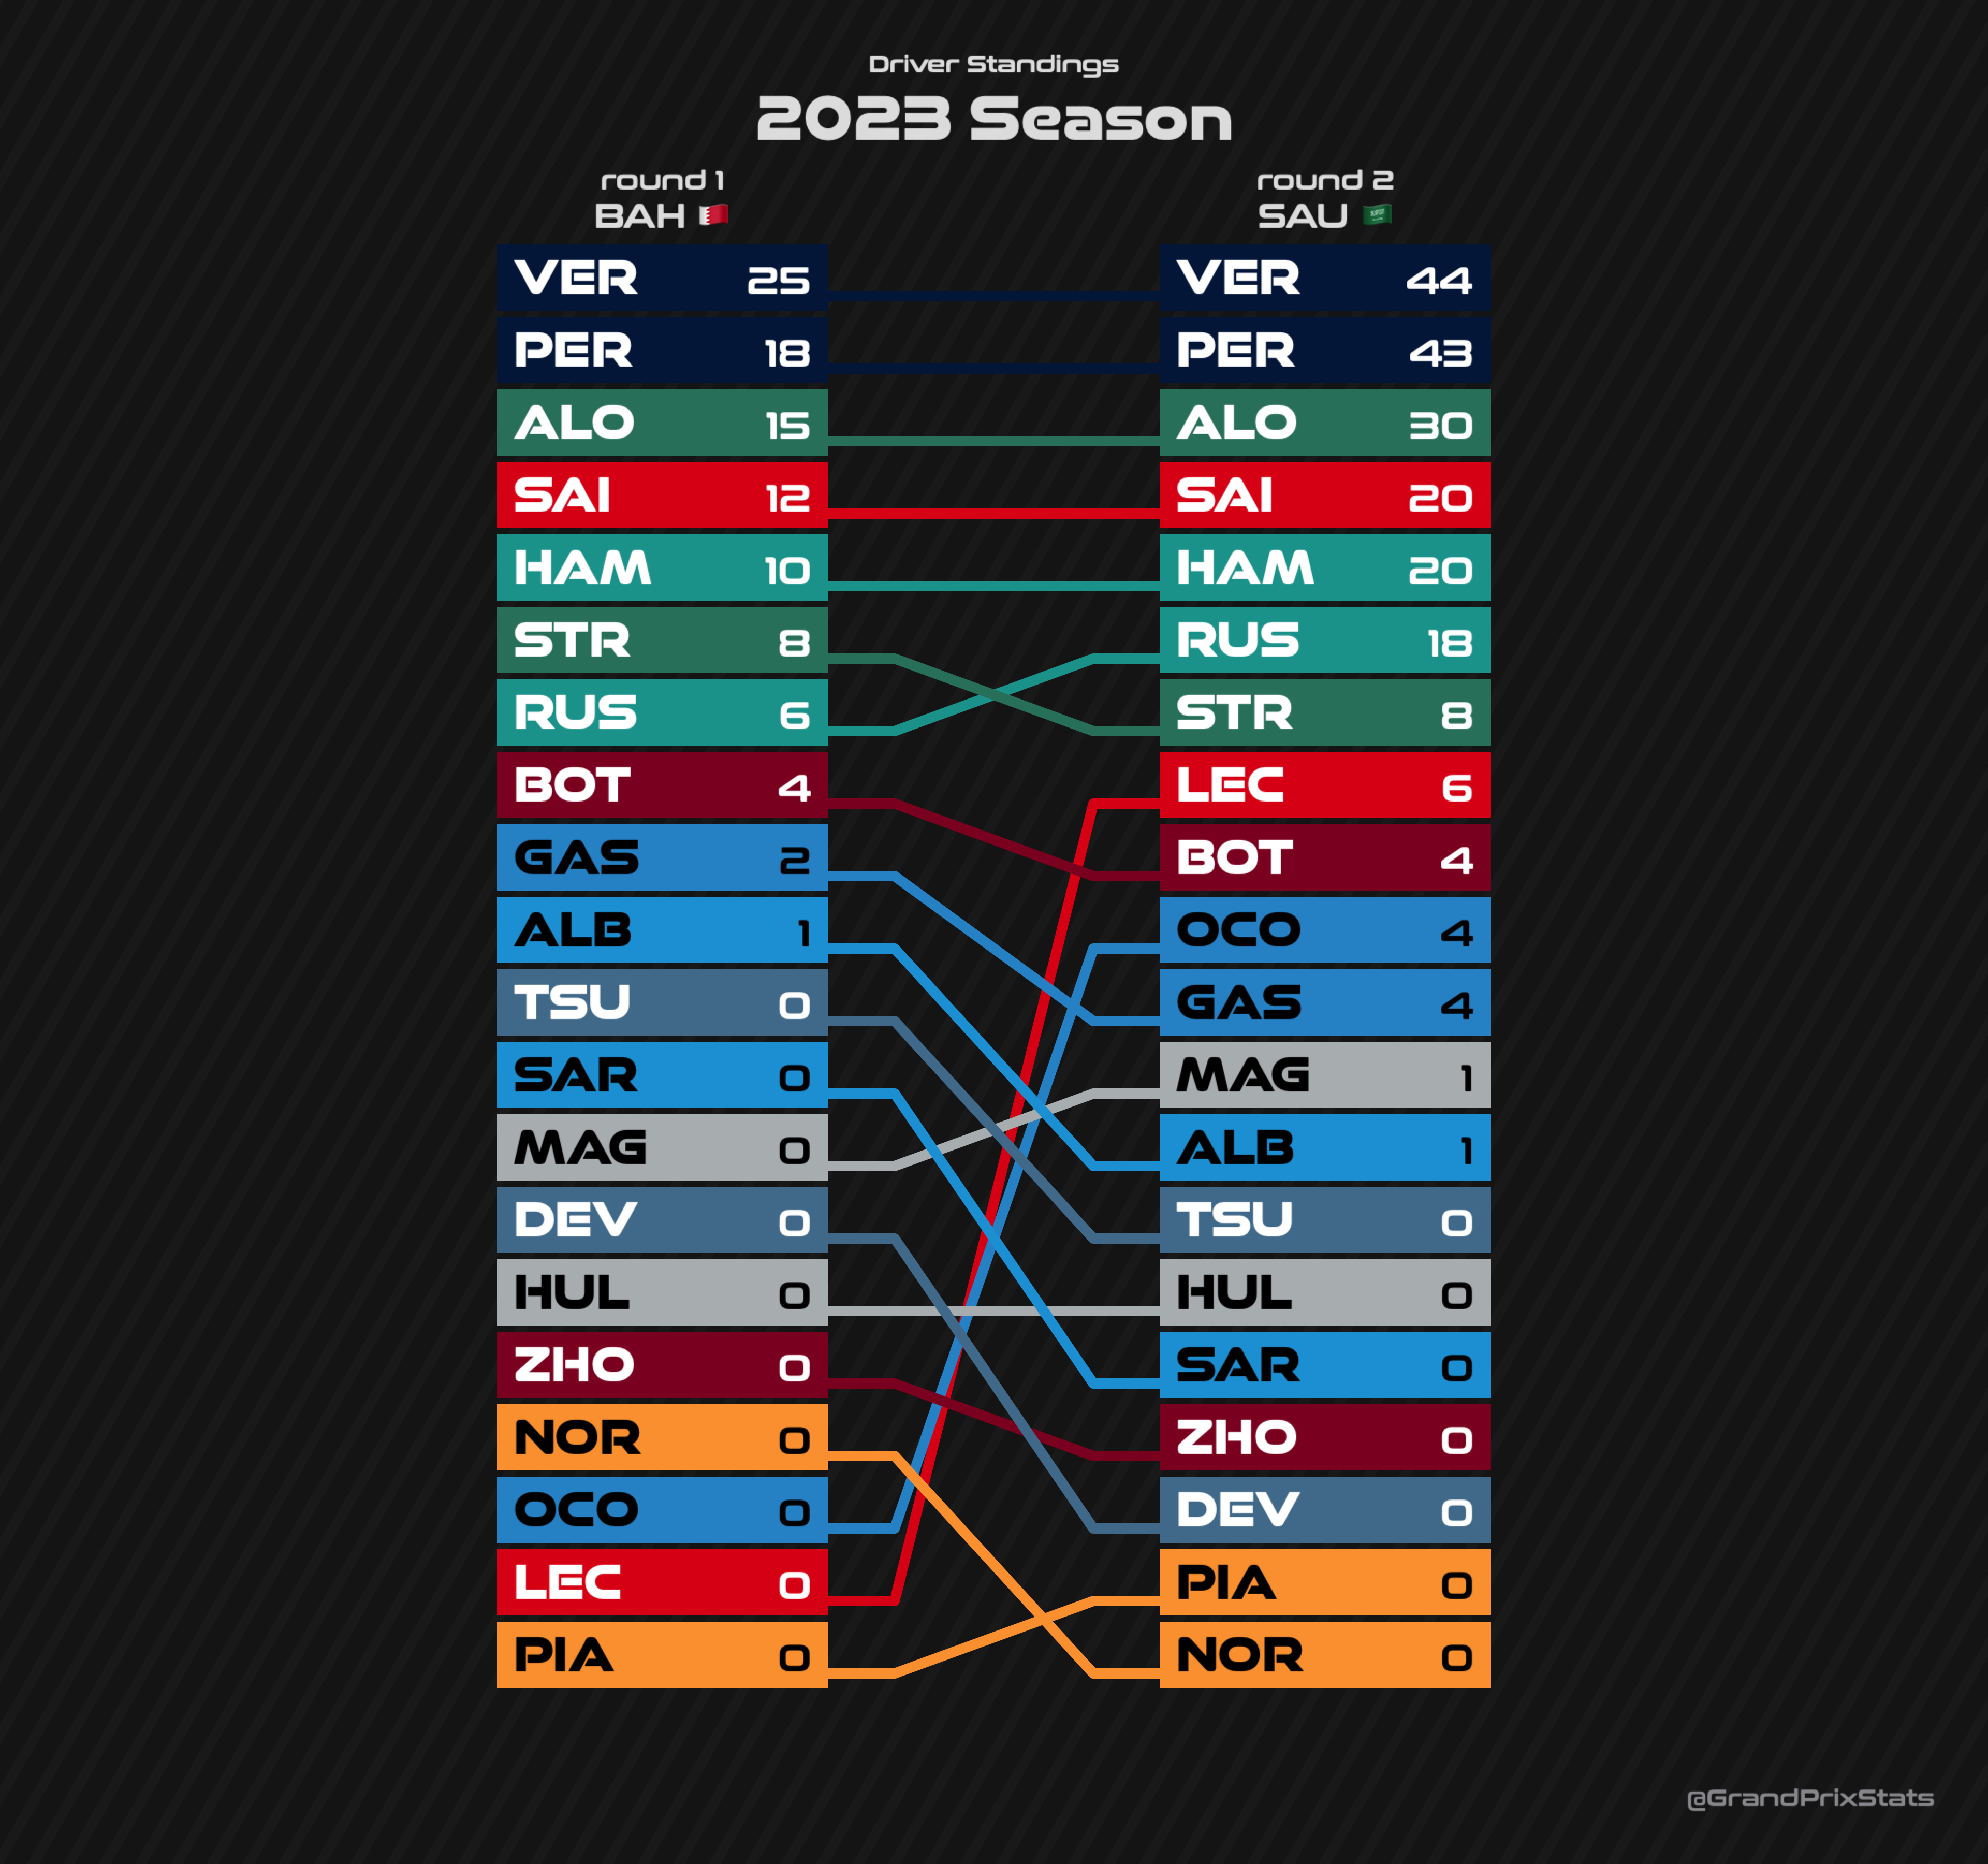 Driver Standings
2023 Season
round 1 round 2
BAH SAU
VER 25 VER 44
PER 18 PER 43
ALO 15 ALO 30
SAI 12 SAI 20
HAM 10 HAM 20
STR 8 RUS 18
RUS 6 STR 8
BOT 4 LEC 6
GAS 2 BOT 4
ALB 1 OCO 4
TSU 0 GAS 4
SAR 0 MAG 1
MAG 0 ALB 1
DEV 0 TSU 0
HUL 0 HUL 0
ZHO 0 SAR 0
NOR 0 ZHO 0
OCO 0 DEV 0
LEC 0 PIA 0
PIA 0 NOR 0
@GrandPrixStats